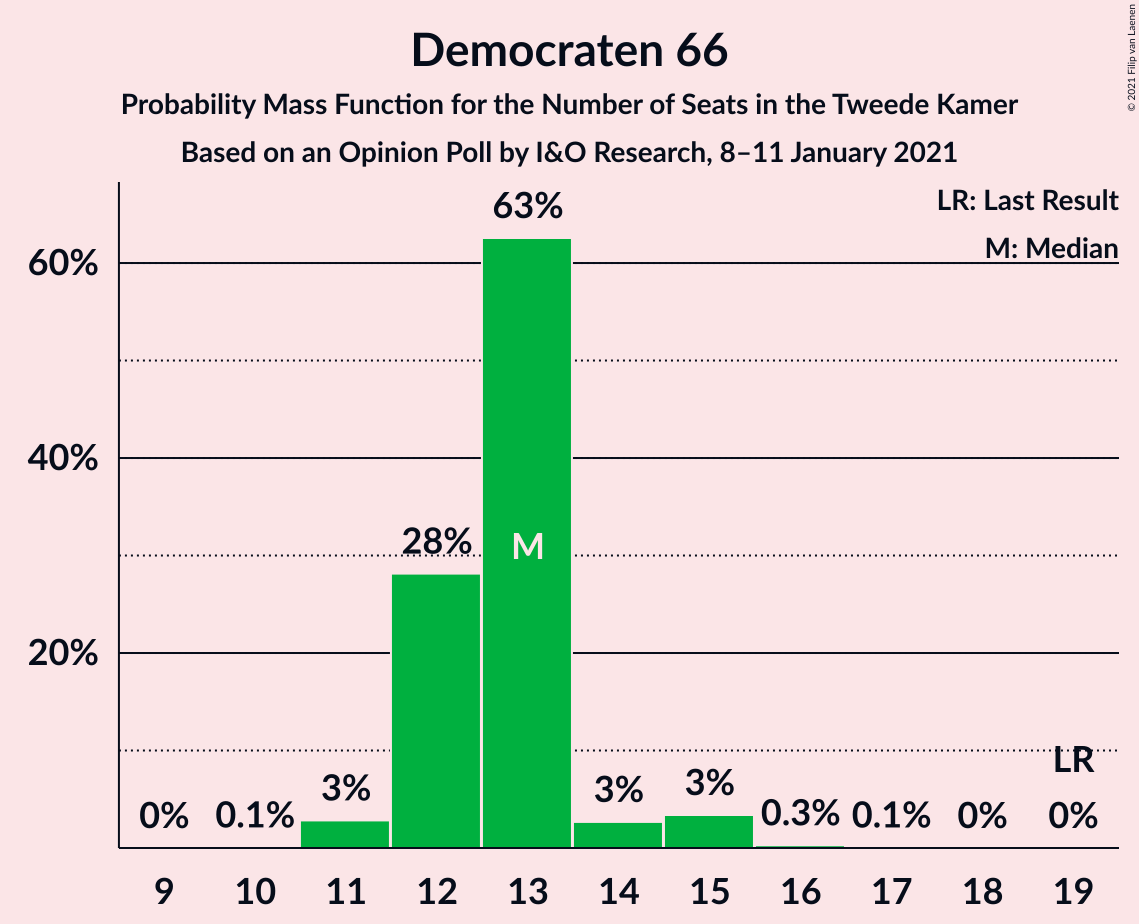 Democraten 66
Probability Mass Function for the Number of Seats in the Tweede Kamer
Based on an Opinion Poll by I&O Research, 8–11 January 2021
© 2021 Filip van Laenen
LR: Last Result
M: Median
60%
40%
20%
0%
0.1%
3%
28%
63%
M
3%
3%
0.3%
0.1%
0%
0%
LR
9 10 11 12 13 14 15 16 17 18 19